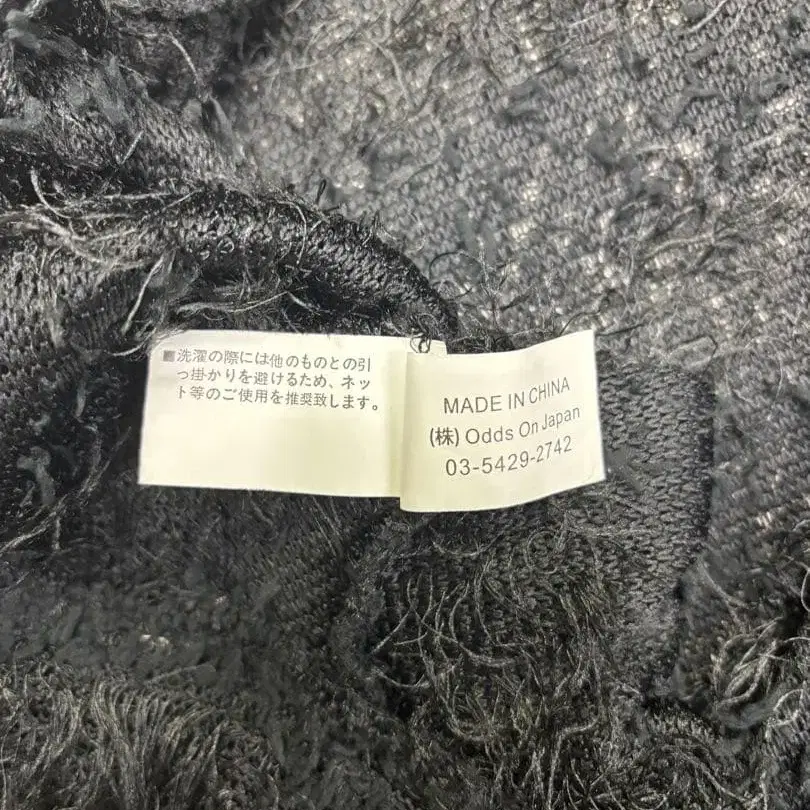 ■洗濯の際には他のものとの引
っ掛かりを避けるため、ネッ
ト等のご使用を推奨致します。
MADE IN CHINA
(株) Odds On Japan
03-5429-2742